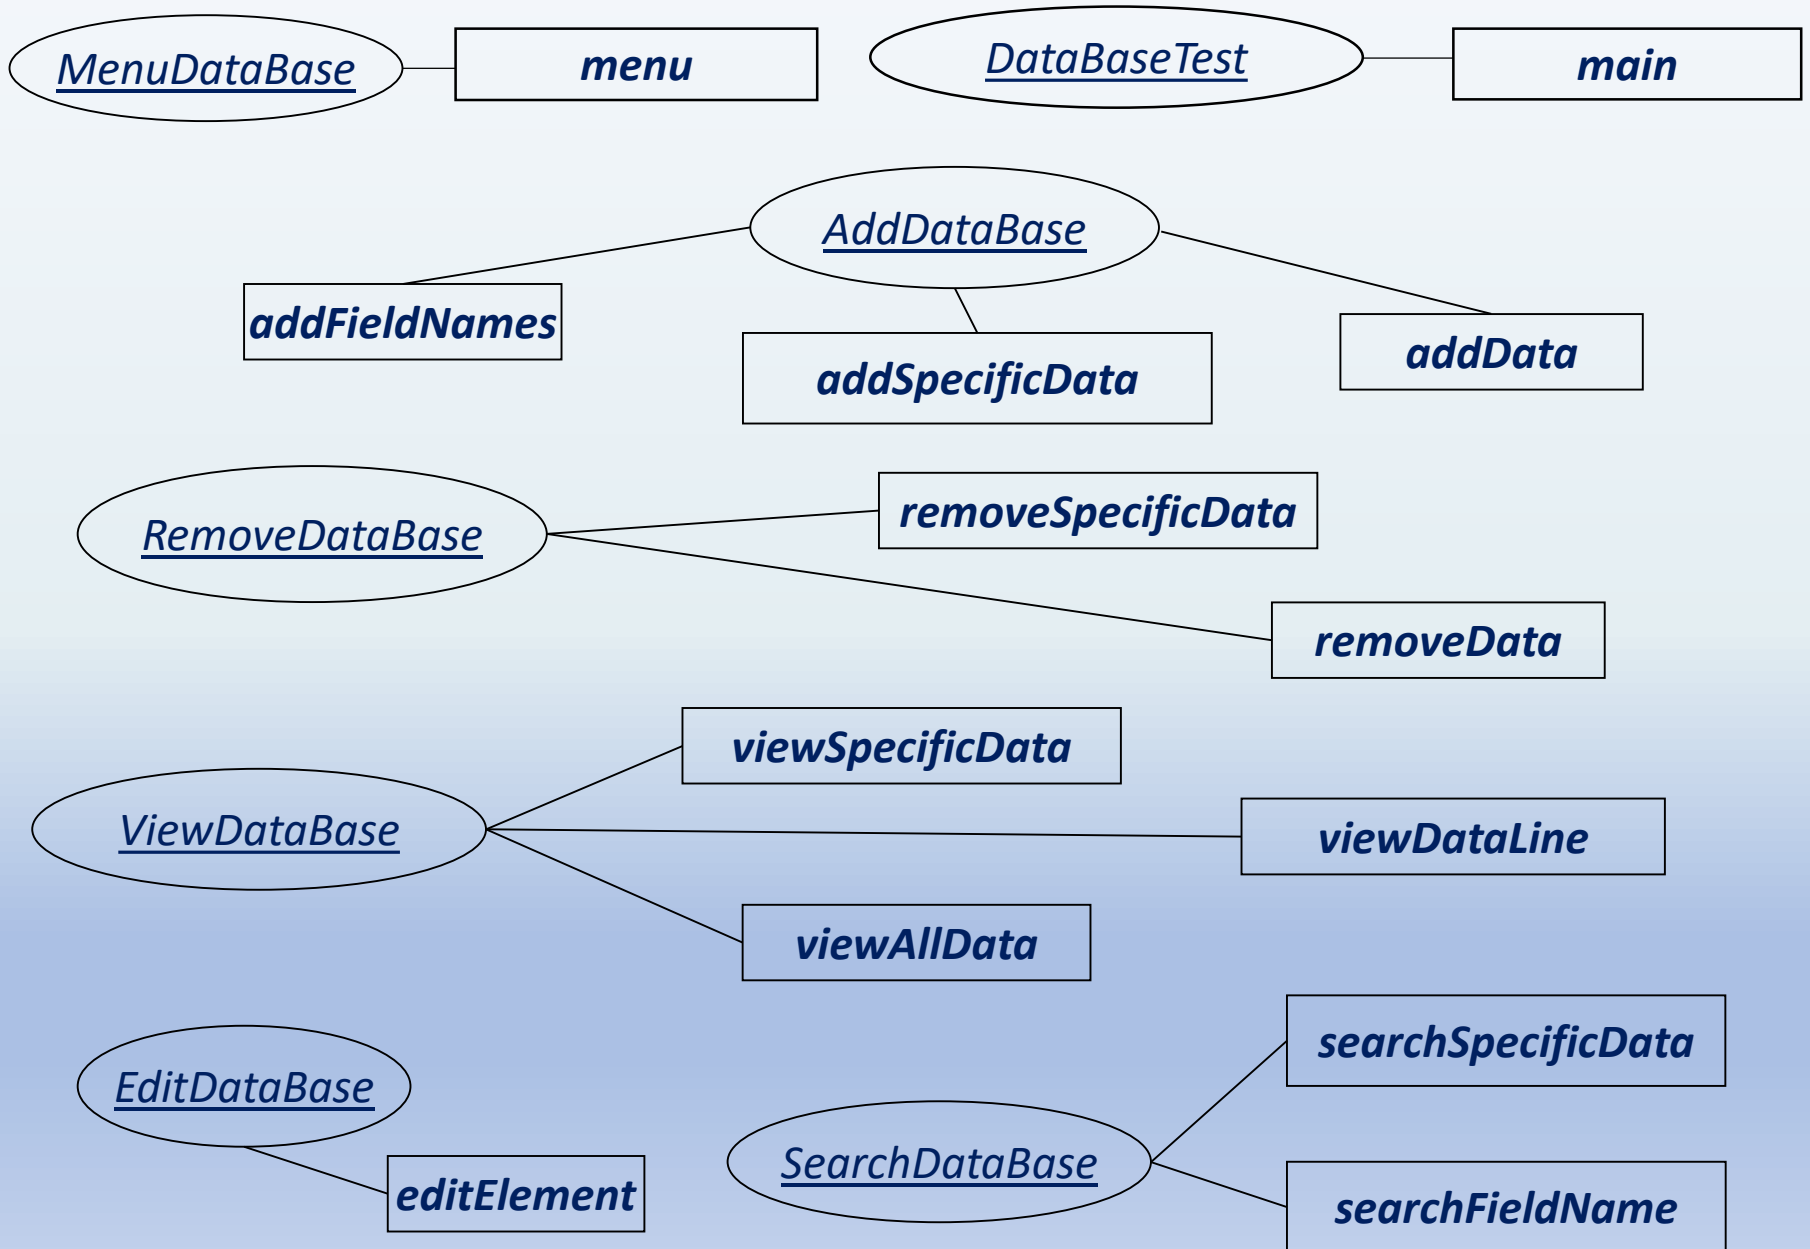 MenuDataBase
menu
DataBaseTest
main
AddDataBase
addFieldNames
addSpecificData
addData
RemoveDataBase
removeSpecificData
removeData
ViewDataBase
viewSpecificData
viewDataLine
viewAllData
EditDataBase
editElement
SearchDataBase
searchSpecificData
searchFieldName